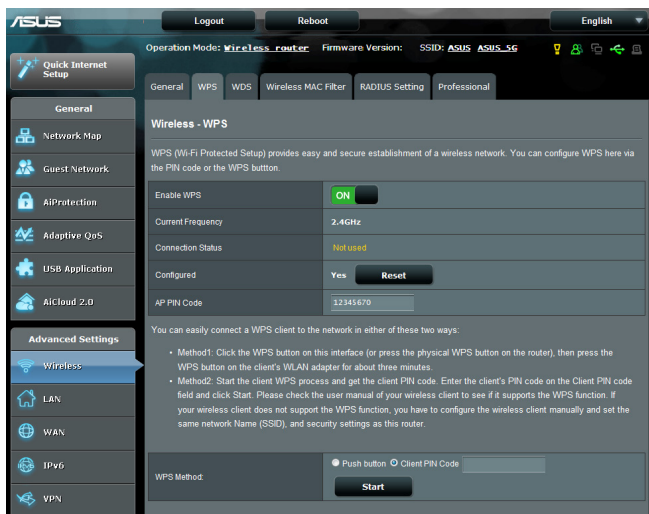 ASUS
Logout
Reboot
English
Operation Mode: Wireless router Firmware Version: SSID: ASUS ASUS_5G
Quick Internet
Setup
General
Network Map
Guest Network
AiProtection
Adaptive QoS
USB Application
AiCloud 2.0
Advanced Settings
Wireless
LAN
WAN
IPv6
VPN
General
WPS
WDS
Wireless MAC Filter
RADIUS Setting
Professional
Wireless - WPS
WPS (Wi-Fi Protected Setup) provides easy and secure establishment of a wireless network. You can configure WPS here via
the PIN code or the WPS buttton.
Enable WPS ON
Current Frequency 2.4GHz
Connection Status Not used
Configured Yes Reset
AP PIN Code 12345670
You can easily connect a WPS client to the network in either of these two ways:
• Method1: Click the WPS button on this interface (or press the physical WPS button on the router), then press the
WPS button on the client's WLAN adapter for about three minutes.
• Method2: Start the client WPS process and get the client PIN code. Enter the client's PIN code on the Client PIN code
field and click Start. Please check the user manual of your wireless client to see if it supports the WPS function. If
your wireless client does not support the WPS function, you have to configure the wireless client manually and set the
same network Name (SSID), and security settings as this router.
WPS Method:
Push button Client PIN Code
Start